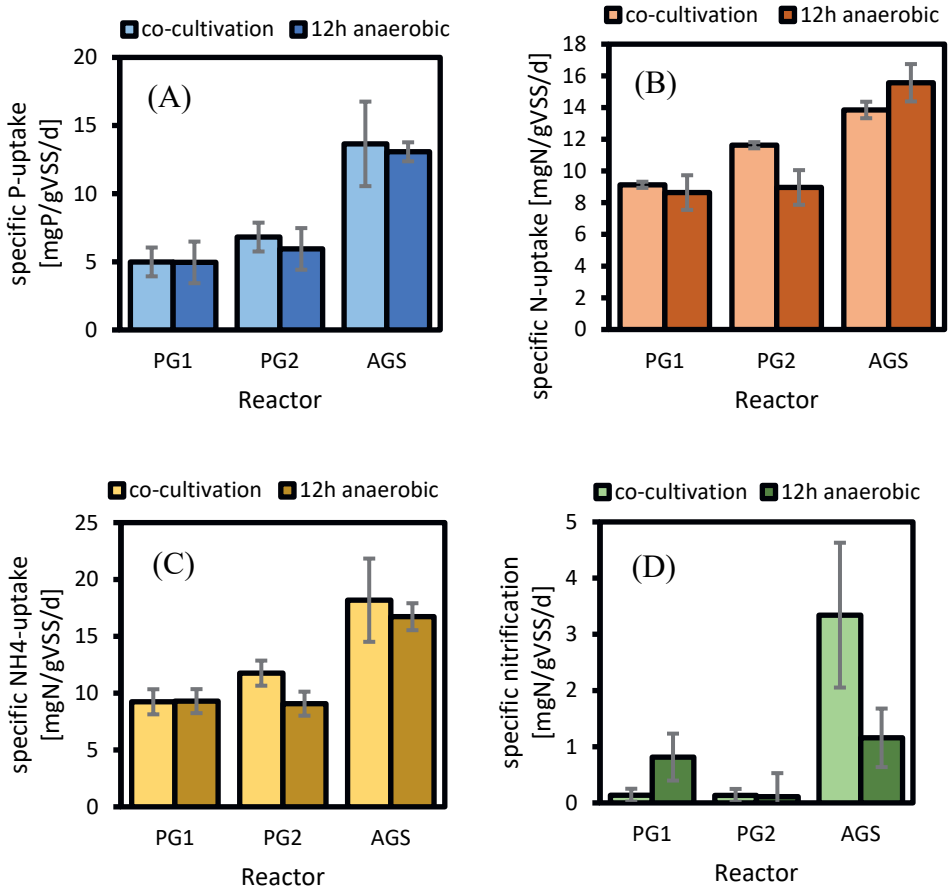 co-cultivation 12h anaerobic
20
15
10
5
0
(A)
specific P-uptake
[mgP/gVSS/d]
PG1 PG2 AGS
Reactor
co-cultivation 12h anaerobic
18
16
14
12
10
8
6
4
2
0
(B)
specific N-uptake [mgN/gVSS/d]
PG1 PG2 AGS
Reactor
co-cultivation 12h anaerobic
25
20
15
10
5
0
(C)
specific NH4-uptake
[mgN/gVSS/d]
PG1 PG2 AGS
Reactor
co-cultivation 12h anaerobic
5
4
3
2
1
0
(D)
specific nitrification
[mgN/gVSS/d]
PG1 PG2 AGS
Reactor